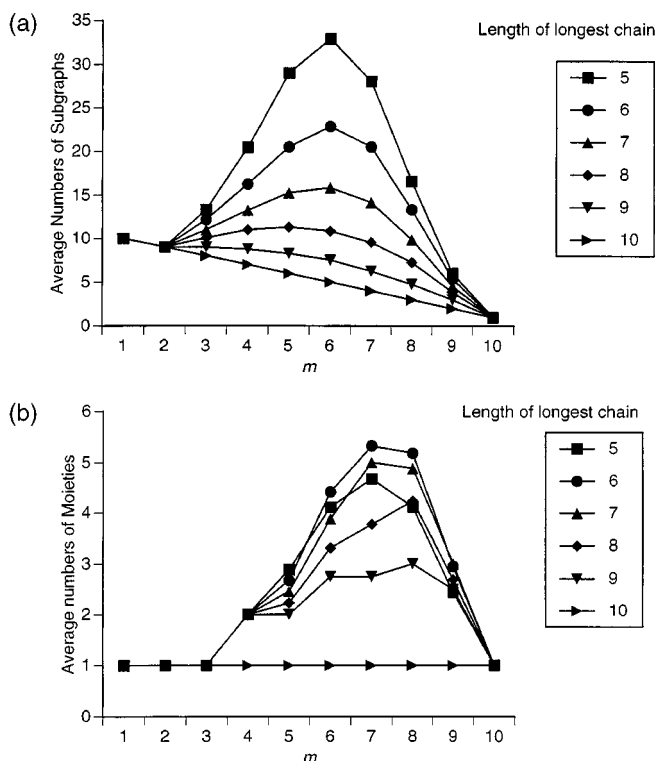 (a)
Length of longest chain
Average Numbers of Subgraphs
35
30
25
20
15
10
5
0
1 2 3 4 5 6 7 8 9 10
m
5
6
7
8
9
10
(b)
Length of longest chain
Average numbers of Moieties
6
5
4
3
2
1
0
1 2 3 4 5 6 7 8 9 10
m
5
6
7
8
9
10